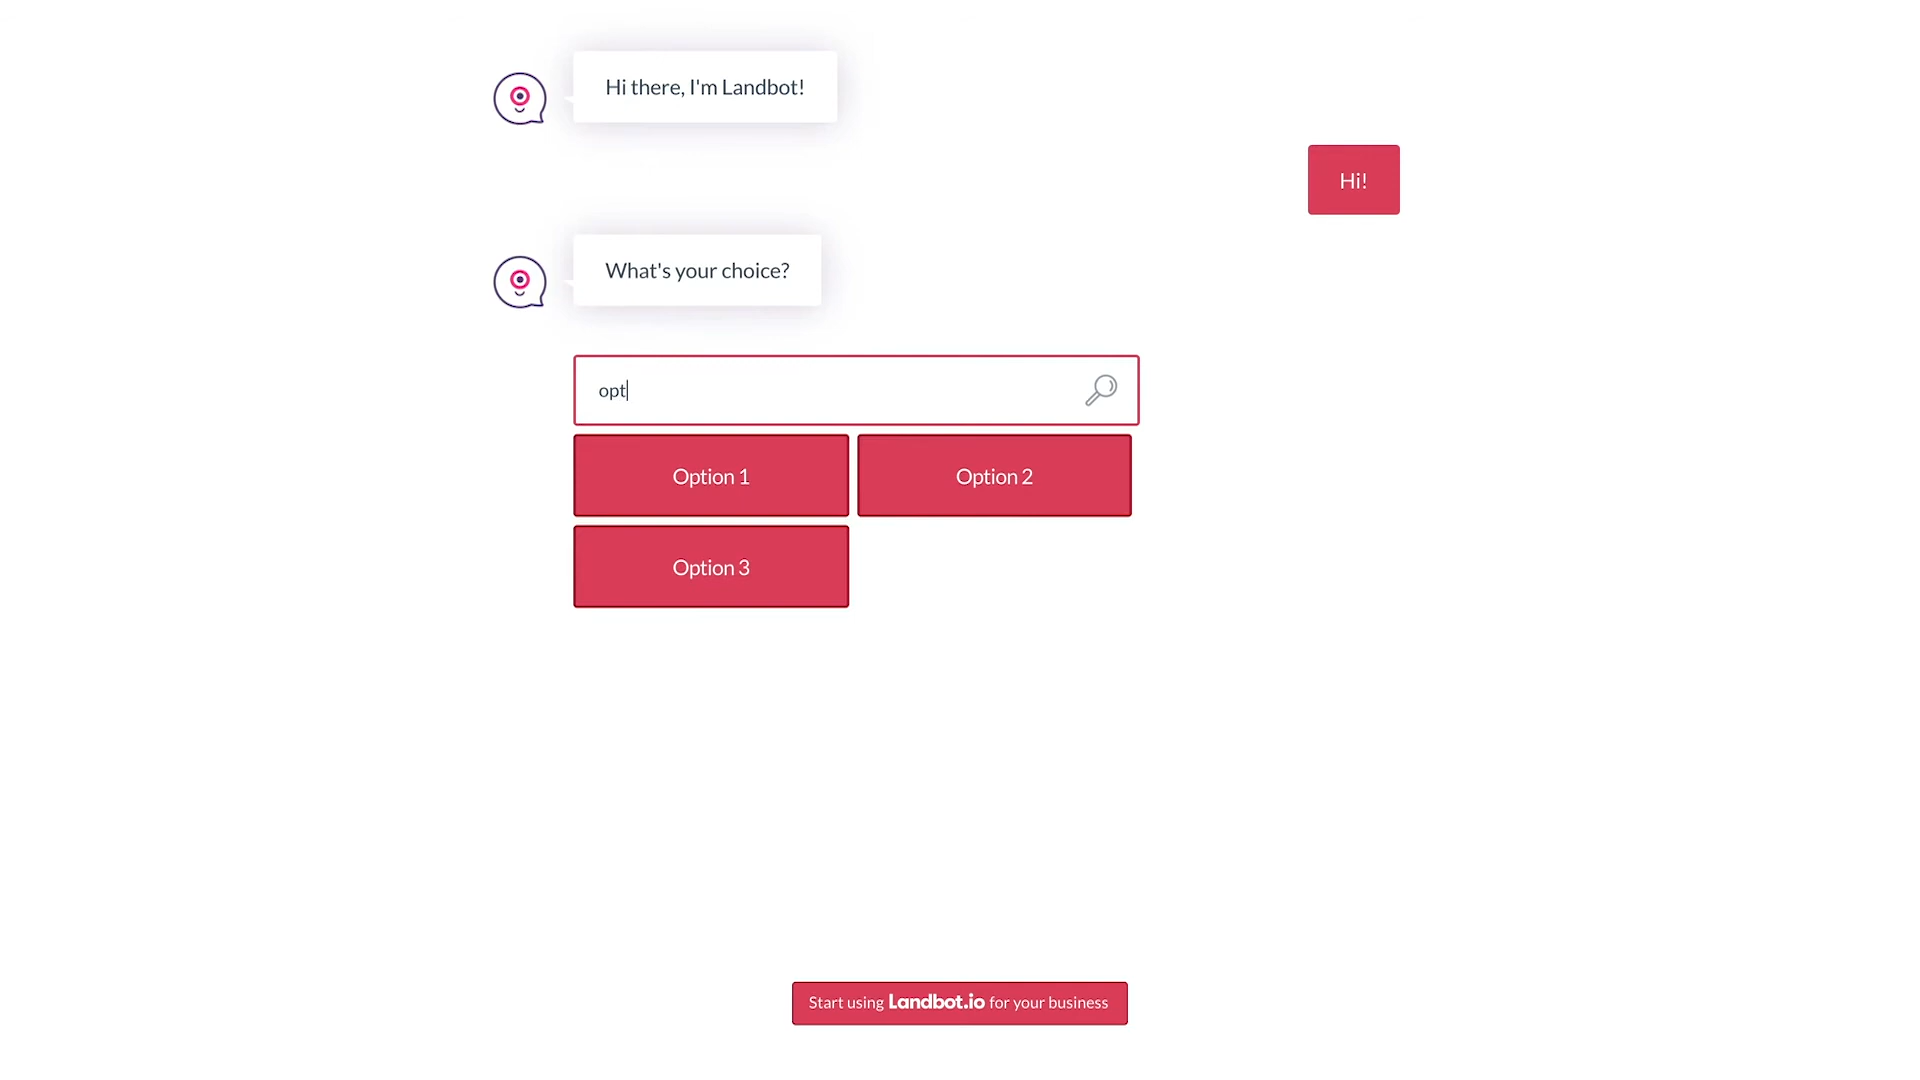 Hi there, I'm Landbot!
Hi!
What's your choice?
opt
Option 1
Option 2
Option 3
Start using Landbot.io for your business